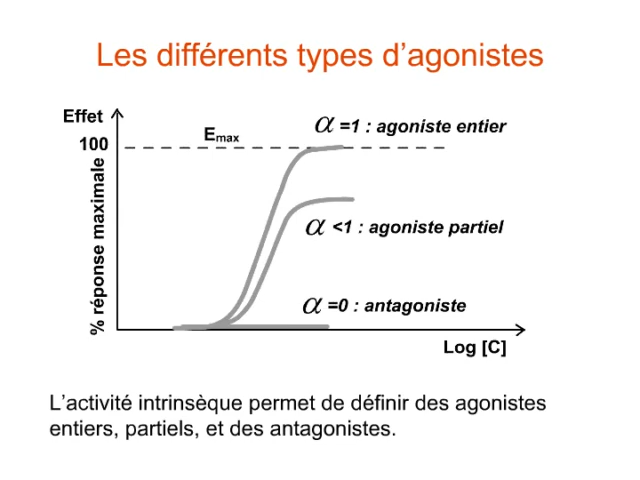 Les différents types d’agonistes
Effet
100
% réponse maximale
Emax
α =1 : agoniste entier
α <1 : agoniste partiel
α =0 : antagoniste
Log [C]
L’activité intrinsèque permet de définir des agonistes
entiers, partiels, et des antagonistes.